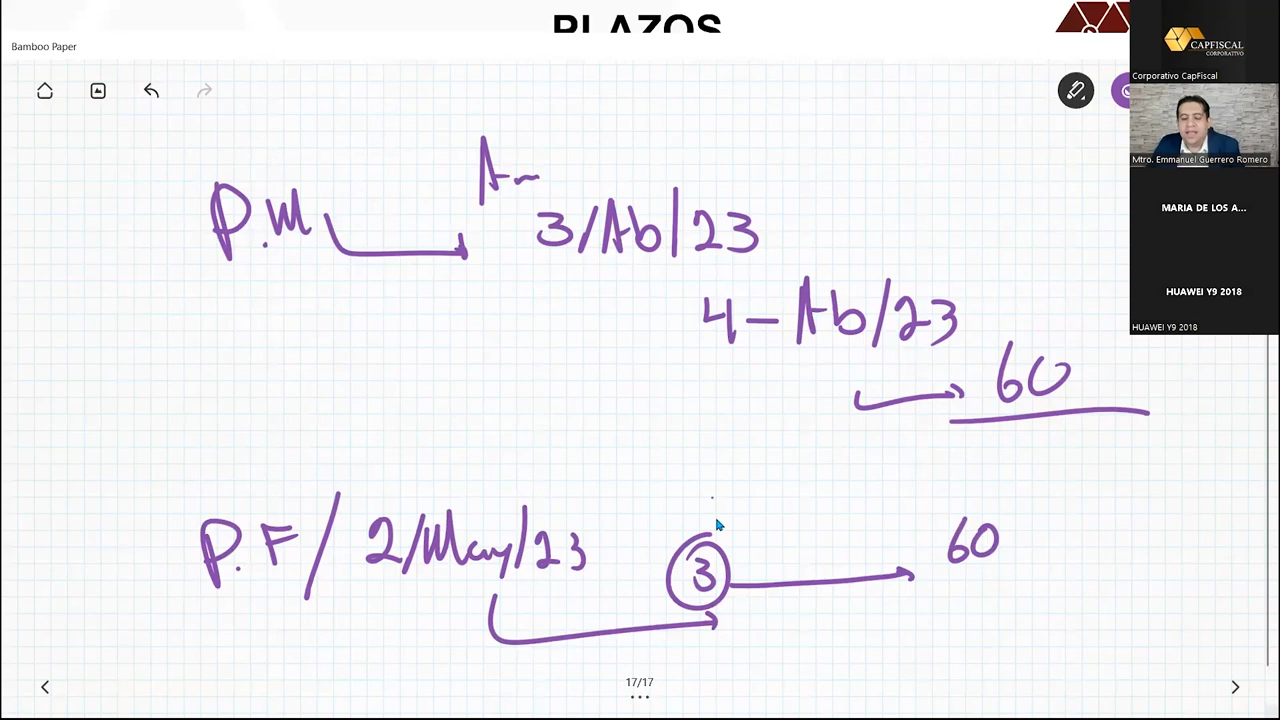 PLAZOS
Bamboo Paper
CAPFISCAL
CORPORATIVO
Corporativo CapFiscal
Mtro. Emmanuel Guerrero Romero
MARIA DE LOS A...
HUAWEI Y9 2018
HUAWEI Y9 2018
A
P.M 3/Ab/23
4-Ab/23
60
P.F/ 2/May/23 3 60
17/17